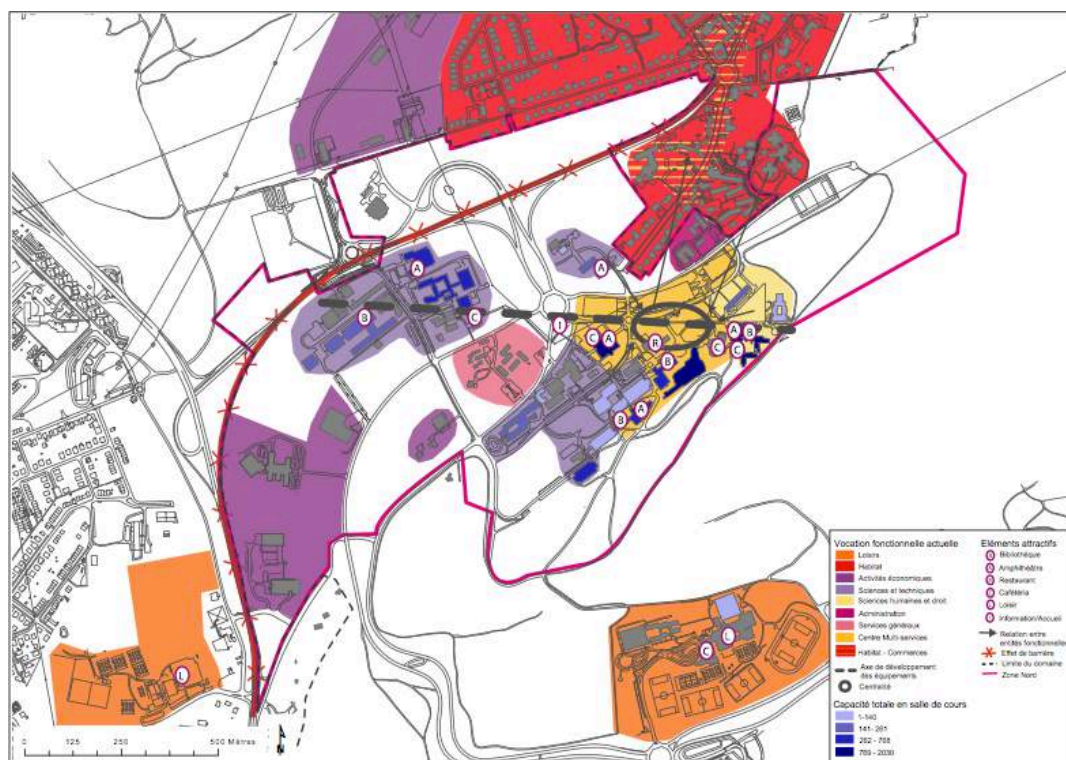 A
A
B
C
I
C
A
R
B
C
A
B
C
B
A
L
C
L
0 125 250 500 Mètres
Vocation fonctionnelle actuelle
Loisirs
Habitat
Activités économiques
Sciences et techniques
Sciences humaines et droit
Administration
Services généraux
Centre Multi-services
Habitat - Commerces
Axe de développement
des équipements
Centralité
Capacité totale en salle de cours
1-140
141- 261
262 - 768
769 - 2030
Eléments attractifs
Bibliothèque
Amphithéâtre
Restaurant
Cafétéria
Loisir
Information/Accueil
Relation entre
entités fonctionnelles
Effet de barrière
Limite du domaine
Zone Nord